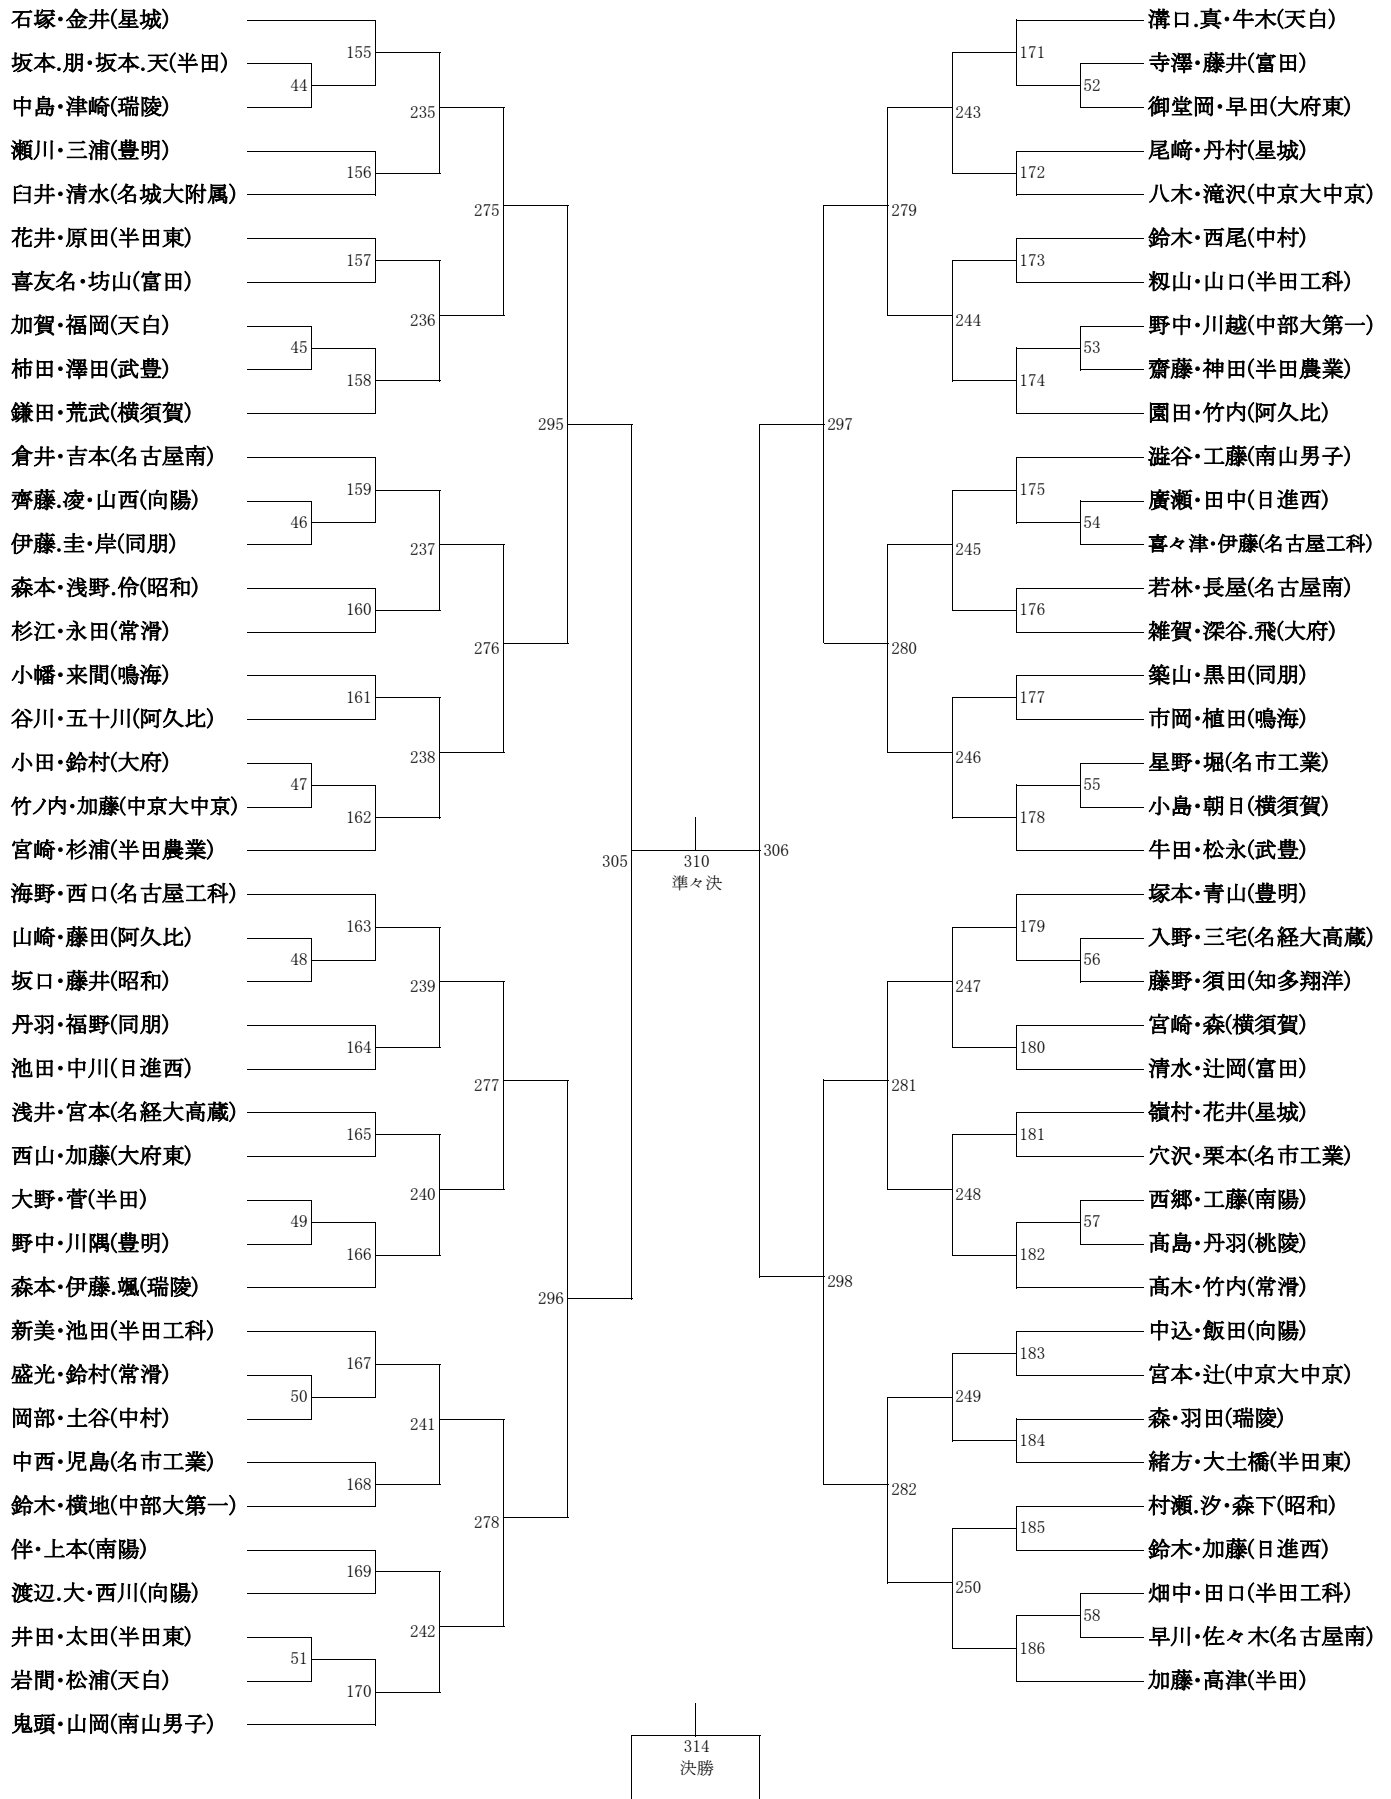 石塚・金井(星城)
坂本.朋・坂本.天(半田)
中島・津崎(瑞陵)
瀬川・三浦(豊明)
臼井・清水(名城大附属)
花井・原田(半田東)
喜友名・坊山(富田)
加賀・福岡(天白)
柿田・澤田(武豊)
鎌田・荒武(横須賀)
倉井・吉本(名古屋南)
齊藤.凌・山西(向陽)
伊藤.圭・岸(同朋)
森本・浅野.伶(昭和)
杉江・永田(常滑)
小幡・来間(鳴海)
谷川・五十川(阿久比)
小田・鈴村(大府)
竹ノ内・加藤(中京大中京)
宮崎・杉浦(半田農業)
海野・西口(名古屋工科)
山崎・藤田(阿久比)
坂口・藤井(昭和)
丹羽・福野(同朋)
池田・中川(日進西)
浅井・宮本(名経大高蔵)
西山・加藤(大府東)
大野・菅(半田)
野中・川隅(豊明)
森本・伊藤.颯(瑞陵)
新美・池田(半田工科)
盛光・鈴村(常滑)
岡部・土谷(中村)
中西・児島(名市工業)
鈴木・横地(中部大第一)
伴・上本(南陽)
渡辺.大・西川(向陽)
井田・太田(半田東)
岩間・松浦(天白)
鬼頭・山岡(南山男子)
44
45
46
47
48
49
50
51
155
156
157
158
159
160
161
162
163
164
165
166
167
168
169
170
235
236
237
238
239
240
241
242
275
276
277
278
295
296
305
310
準々決
306
314
決勝
297
298
279
280
281
282
243
244
245
246
247
248
249
250
171
172
173
174
175
176
177
178
179
180
181
182
183
184
185
186
52
53
54
55
56
57
58
溝口.真・牛木(天白)
寺澤・藤井(富田)
御堂岡・早田(大府東)
尾﨑・丹村(星城)
八木・滝沢(中京大中京)
鈴木・西尾(中村)
籾山・山口(半田工科)
野中・川越(中部大第一)
齋藤・神田(半田農業)
園田・竹内(阿久比)
澁谷・工藤(南山男子)
廣瀬・田中(日進西)
喜々津・伊藤(名古屋工科)
若林・長屋(名古屋南)
雑賀・深谷.飛(大府)
築山・黒田(同朋)
市岡・植田(鳴海)
星野・堀(名市工業)
小島・朝日(横須賀)
牛田・松永(武豊)
塚本・青山(豊明)
入野・三宅(名経大高蔵)
藤野・須田(知多翔洋)
宮崎・森(横須賀)
清水・辻岡(富田)
嶺村・花井(星城)
穴沢・栗本(名市工業)
西郷・工藤(南陽)
髙島・丹羽(桃陵)
髙木・竹内(常滑)
中込・飯田(向陽)
宮本・辻(中京大中京)
森・羽田(瑞陵)
緒方・大土橋(半田東)
村瀬.汐・森下(昭和)
鈴木・加藤(日進西)
畑中・田口(半田工科)
早川・佐々木(名古屋南)
加藤・高津(半田)